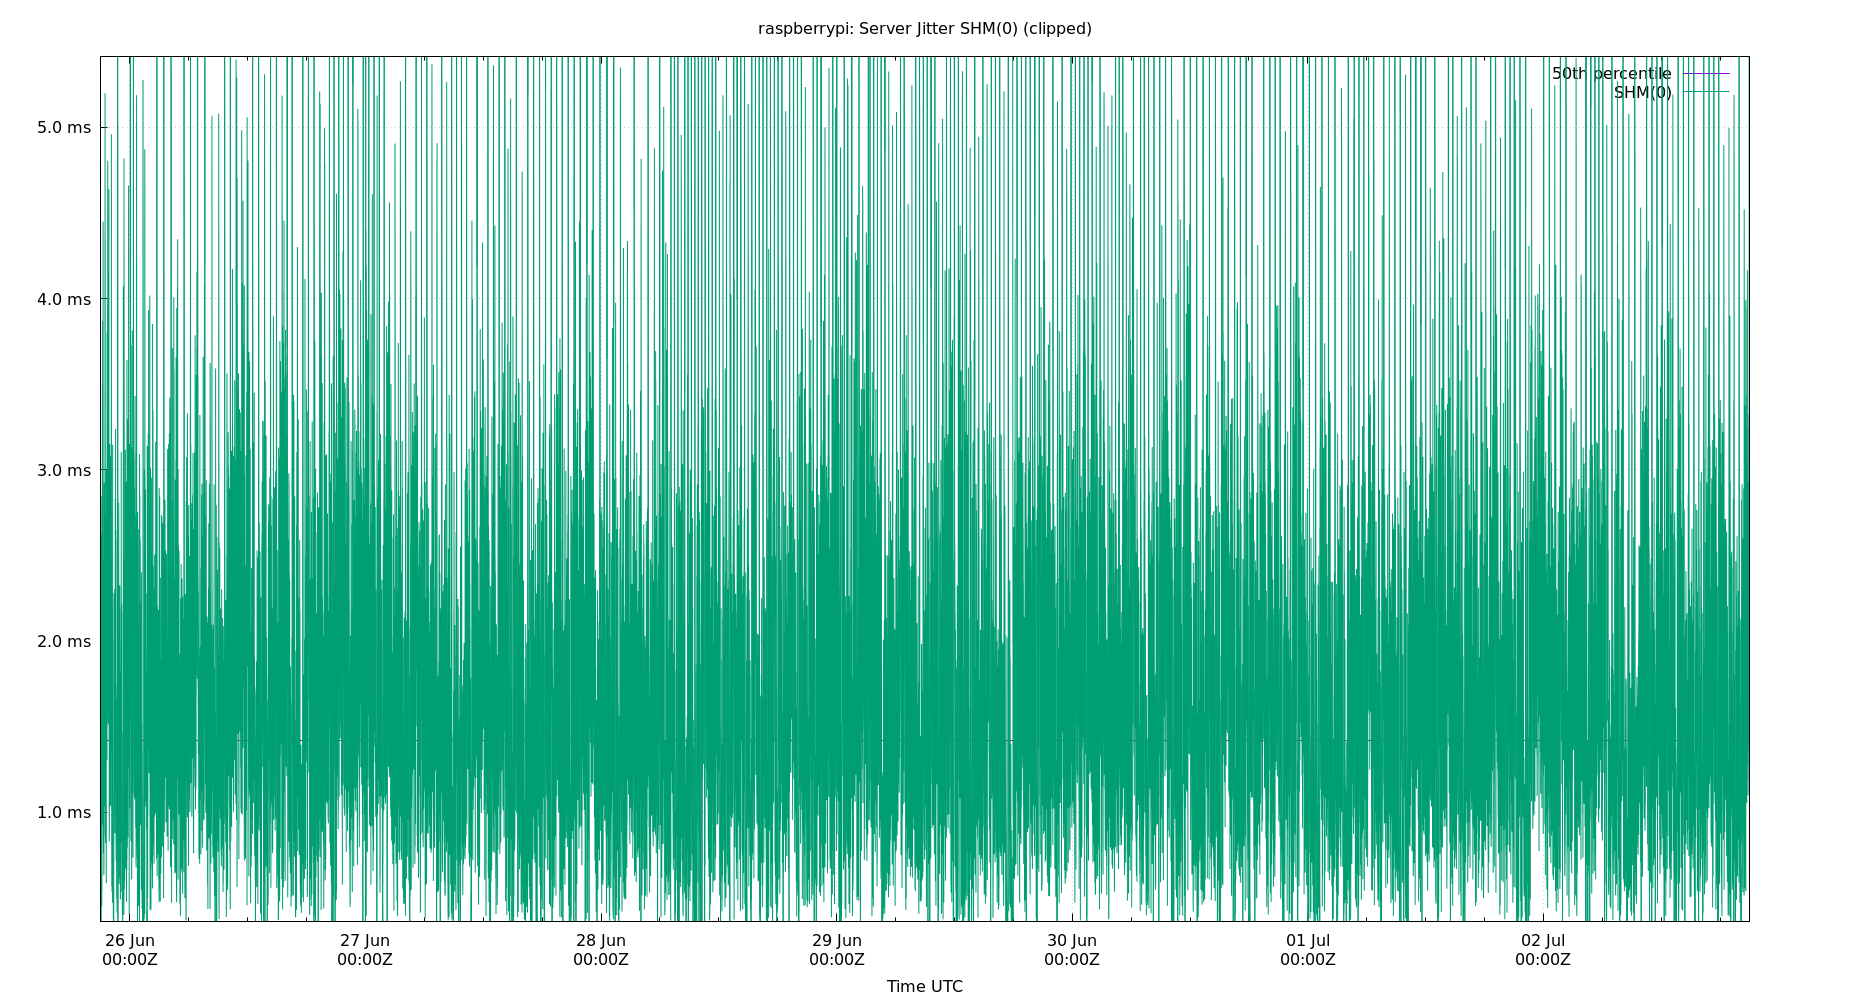 raspberrypi: Server Jitter SHM(0) (clipped)
50th percentile
SHM(0)
5.0 ms
4.0 ms
3.0 ms
2.0 ms
1.0 ms
26 Jun 27 Jun 28 Jun 29 Jun 30 Jun 01 Jul 02 Jul
00:00Z 00:00Z 00:00Z 00:00Z 00:00Z 00:00Z 00:00Z
Time UTC